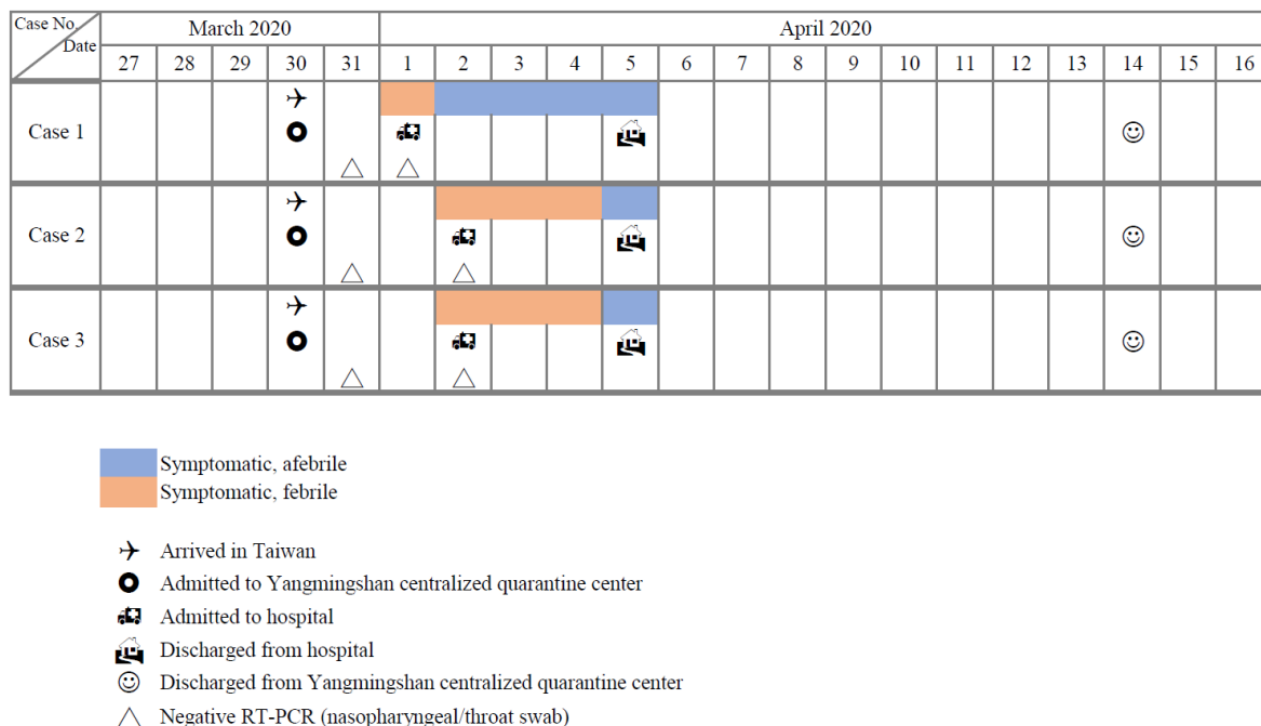 Case No.
Date
March 2020
April 2020
27 28 29 30 31 1 2 3 4 5 6 7 8 9 10 11 12 13 14 15 16
Case 1
Case 2
Case 3
Symptomatic, afebrile
Symptomatic, febrile
Arrived in Taiwan
Admitted to Yangmingshan centralized quarantine center
Admitted to hospital
Discharged from hospital
Discharged from Yangmingshan centralized quarantine center
Negative RT-PCR (nasopharyngeal/throat swab)